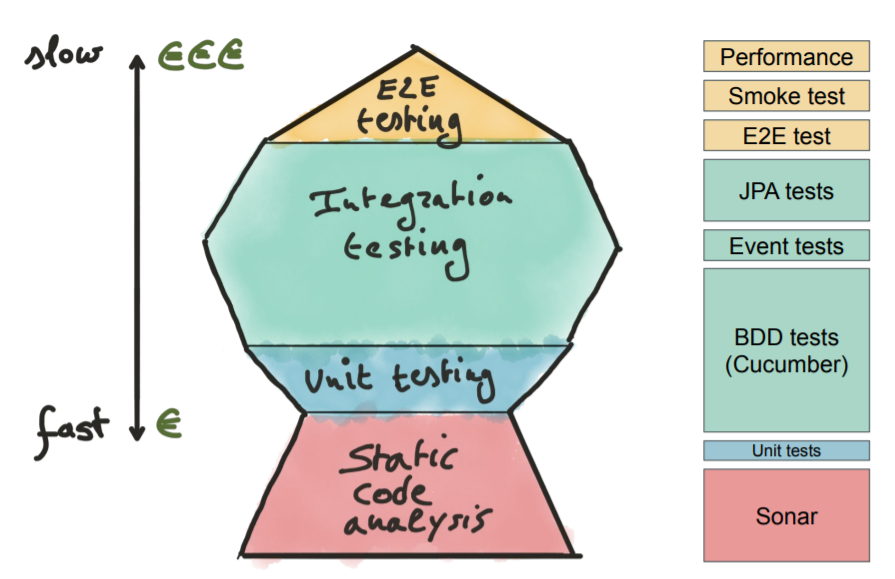 slow
€€€
E2E
testing
Integration
testing
Unit testing
fast
€
Static
code
analysis
Performance
Smoke test
E2E test
JPA tests
Event tests
BDD tests
(Cucumber)
Unit tests
Sonar